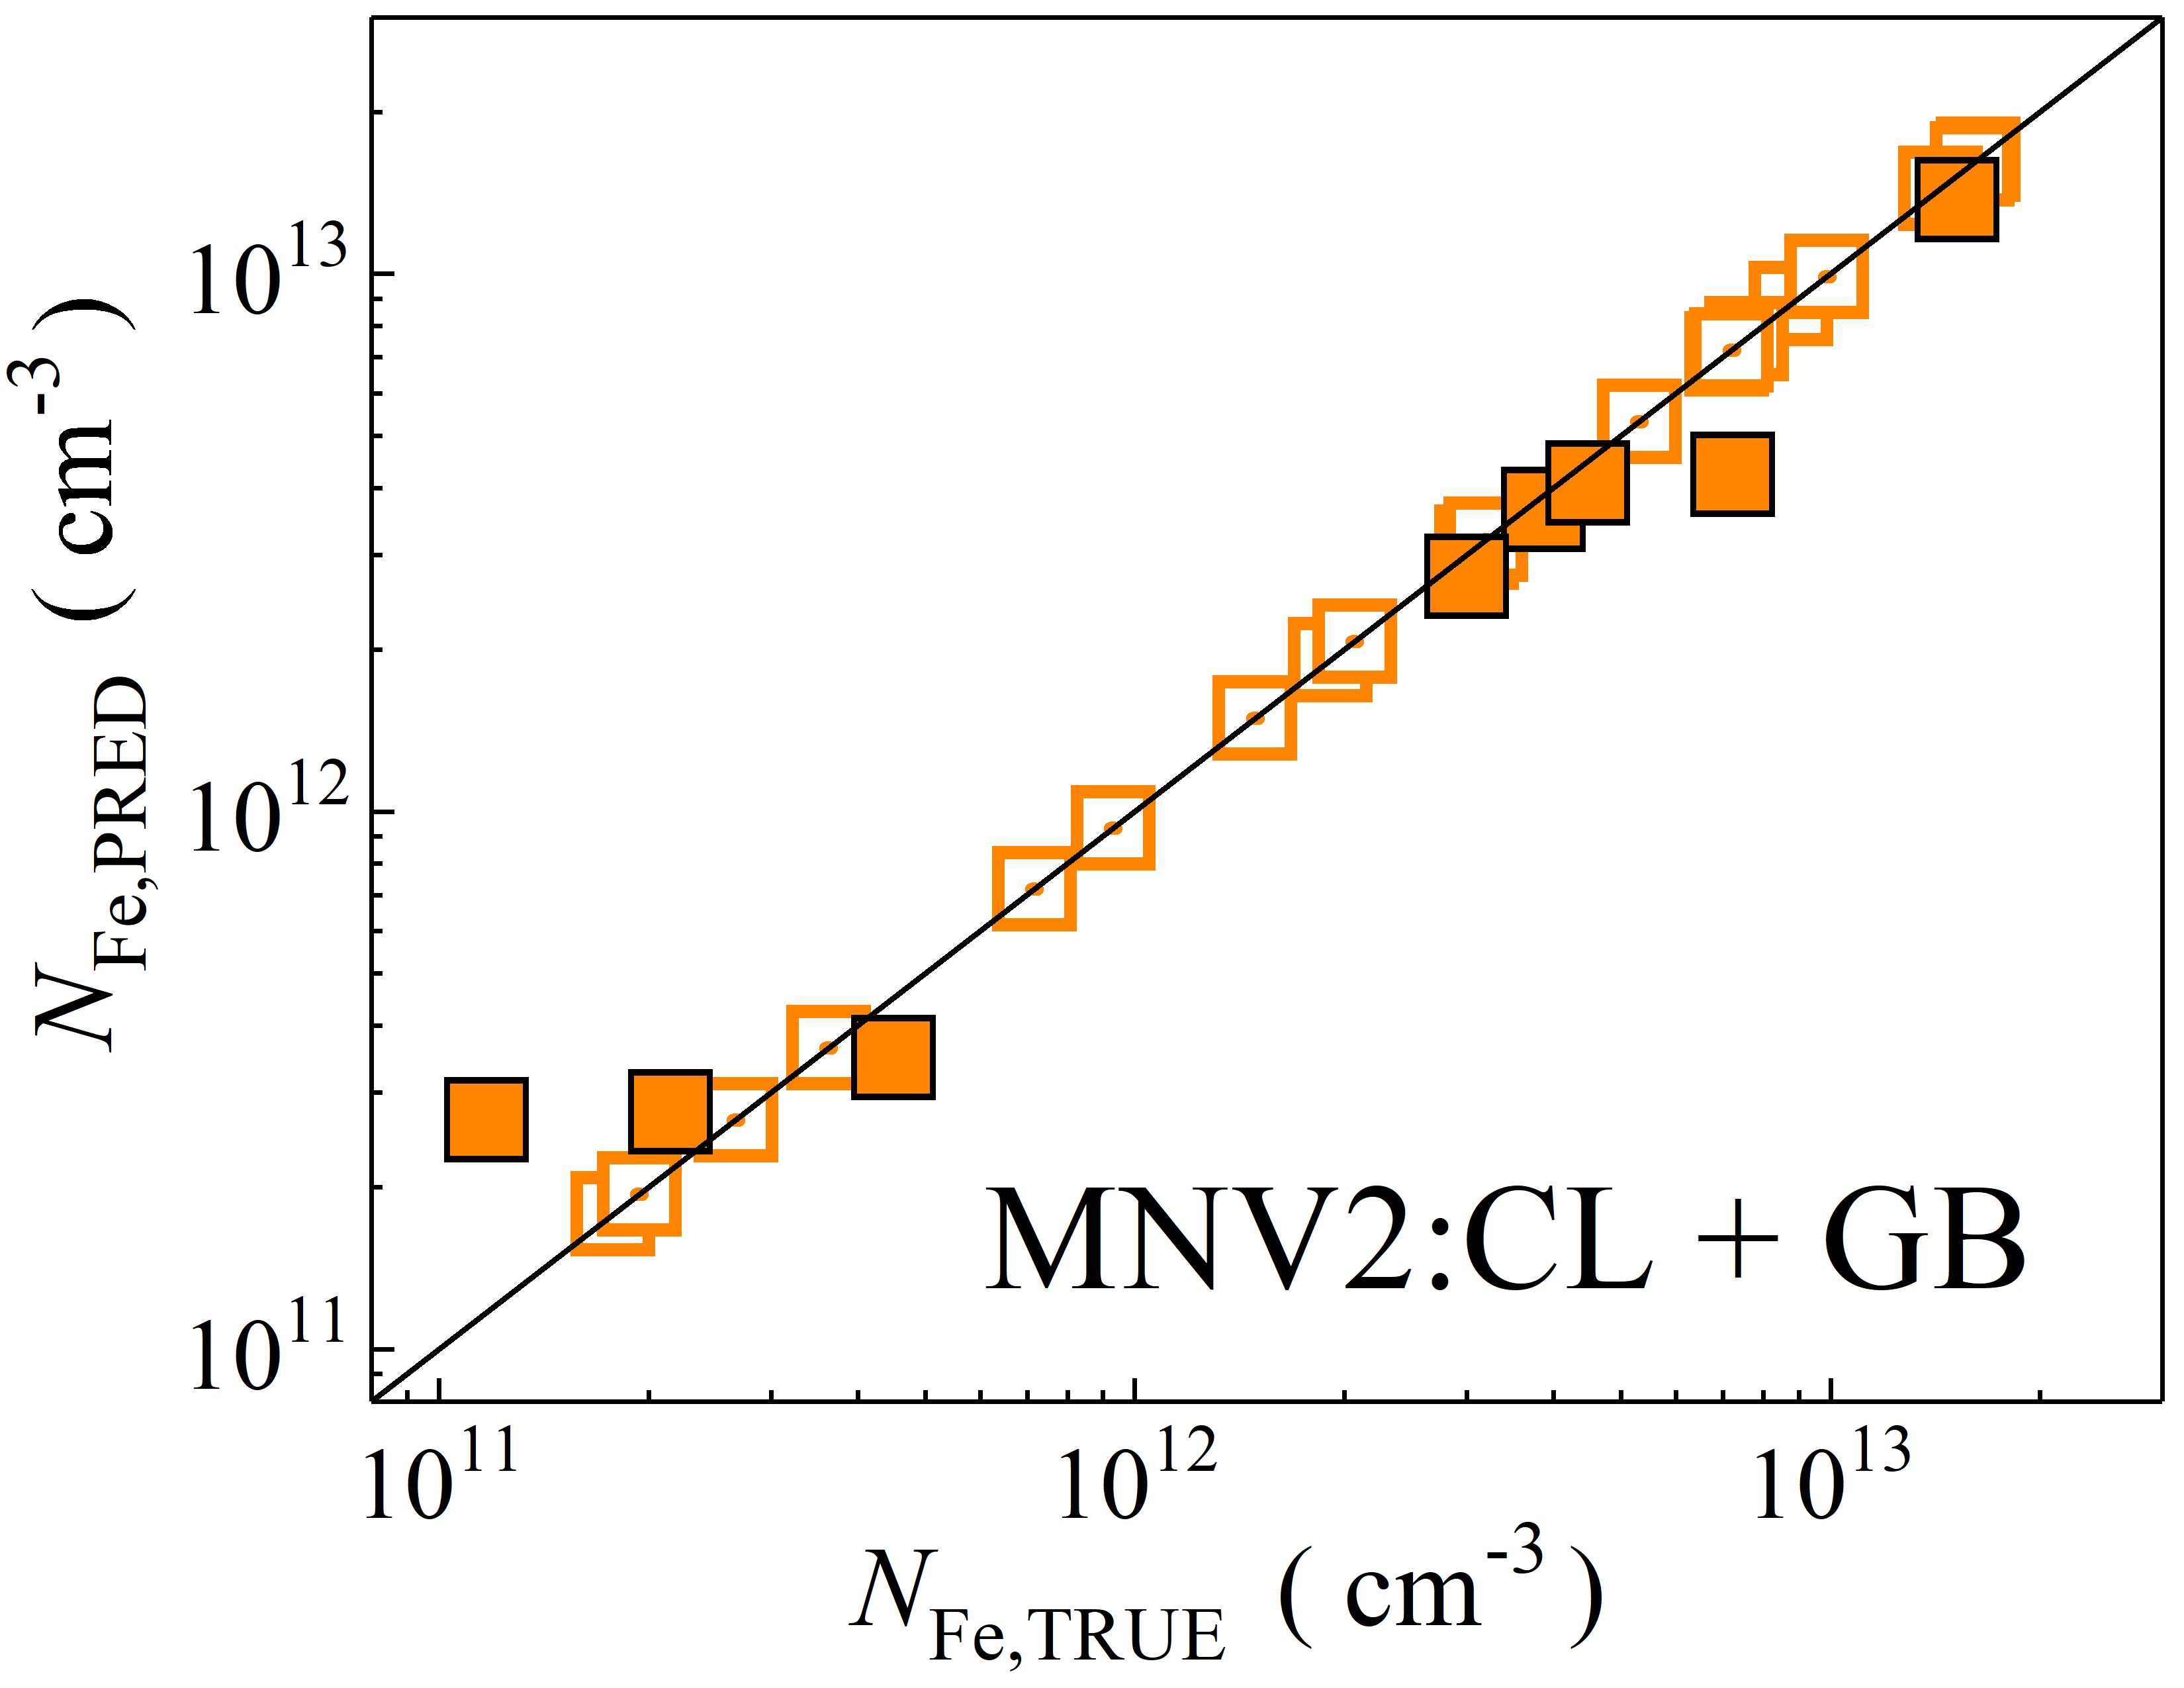 N_Fe,PRED ( cm^-3 )
10^13
10^12
10^11
MNV2:CL + GB
10^11 10^12 10^13
N_Fe,TRUE ( cm^-3 )